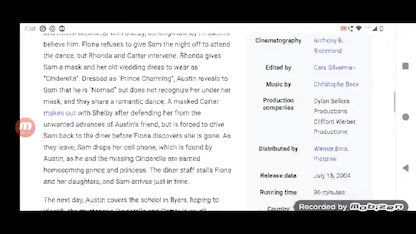 7:39
believe him. Fiona refuses to give Sam the night off to attend
the dance, but Rhonda and Carter intervene. Rhonda gives
Sam a mask and her old wedding dress to wear as
"Cinderella". Dressed as "Prince Charming", Austin reveals to
Sam that he is "Nomad" but does not recognize her under her
mask, and they share a romantic dance. A masked Carter
makes out with Shelby after defending her from the
unwanted advances of Austin's friend, but is forced to drive
Sam back to the diner before Fiona discovers she is gone. As
they leave, Sam drops her cell phone, which is found by
Austin, as he and the missing Cinderella are named
homecoming prince and princess. The diner staff stalls Fiona
and her daughters, and Sam arrives just in time.
The next day, Austin covers the school in flyers, hoping to
Cinematography Anthony B.
Richmond
Edited by Cara Silverman
Music by Christophe Beck
Production Dylan Sellers
companies Productions
Clifford Werber
Productions
Distributed by Warner Bros.
Pictures
Release date July 16, 2004
Running time 96 minutes
Country
Recorded by
Mobizen